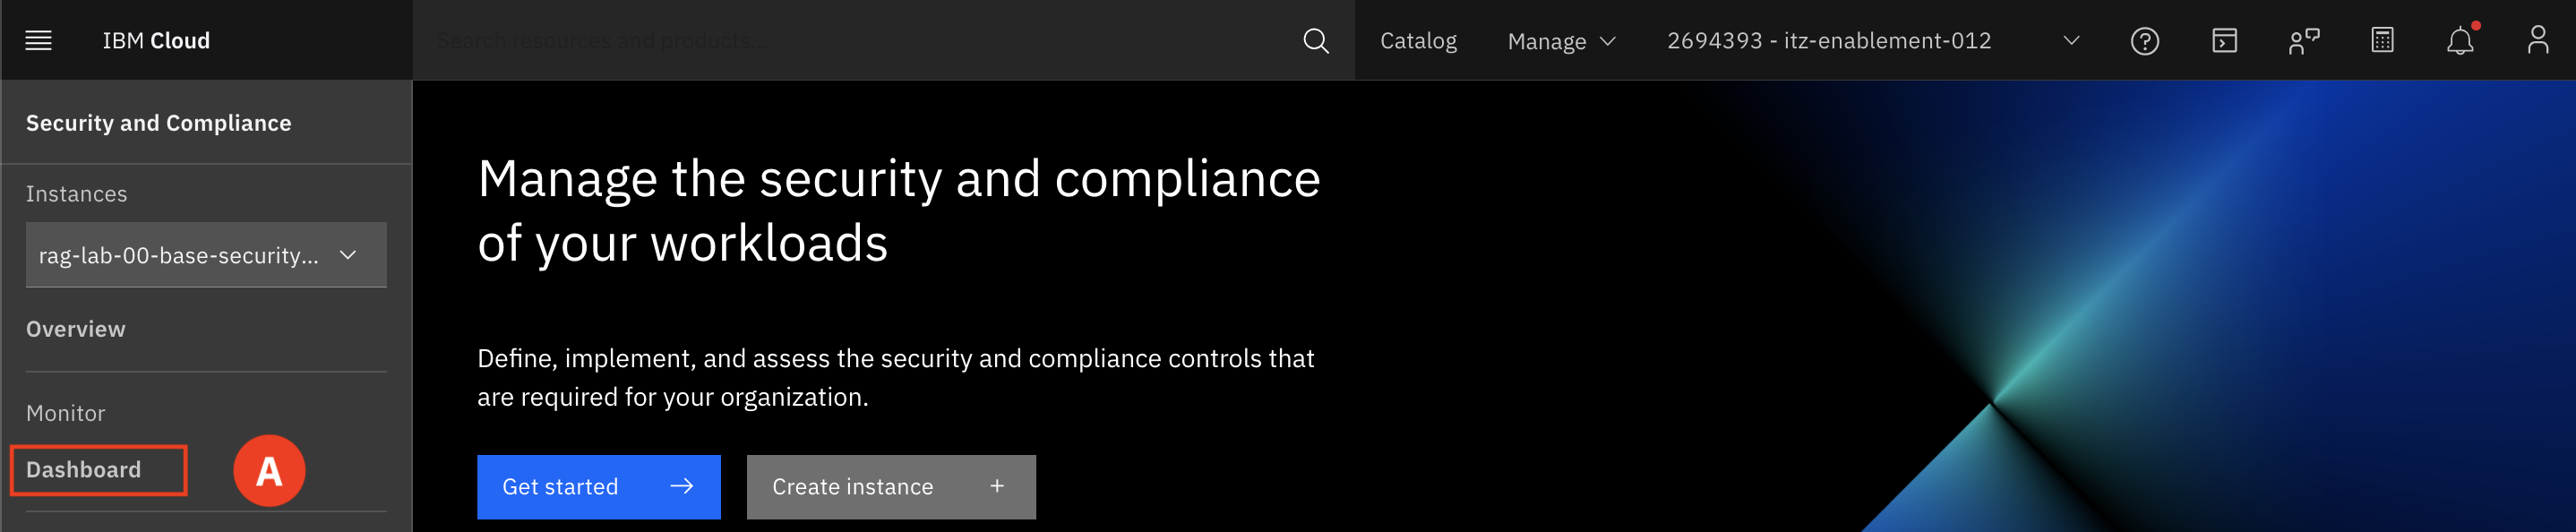 IBM Cloud
Search resources and products...
Catalog
Manage
2694393 - itz-enablement-012
Security and Compliance
Instances
rag-lab-00-base-security...
Overview
Monitor
Dashboard
A
Manage the security and compliance
of your workloads
Define, implement, and assess the security and compliance controls that
are required for your organization.
Get started
Create instance